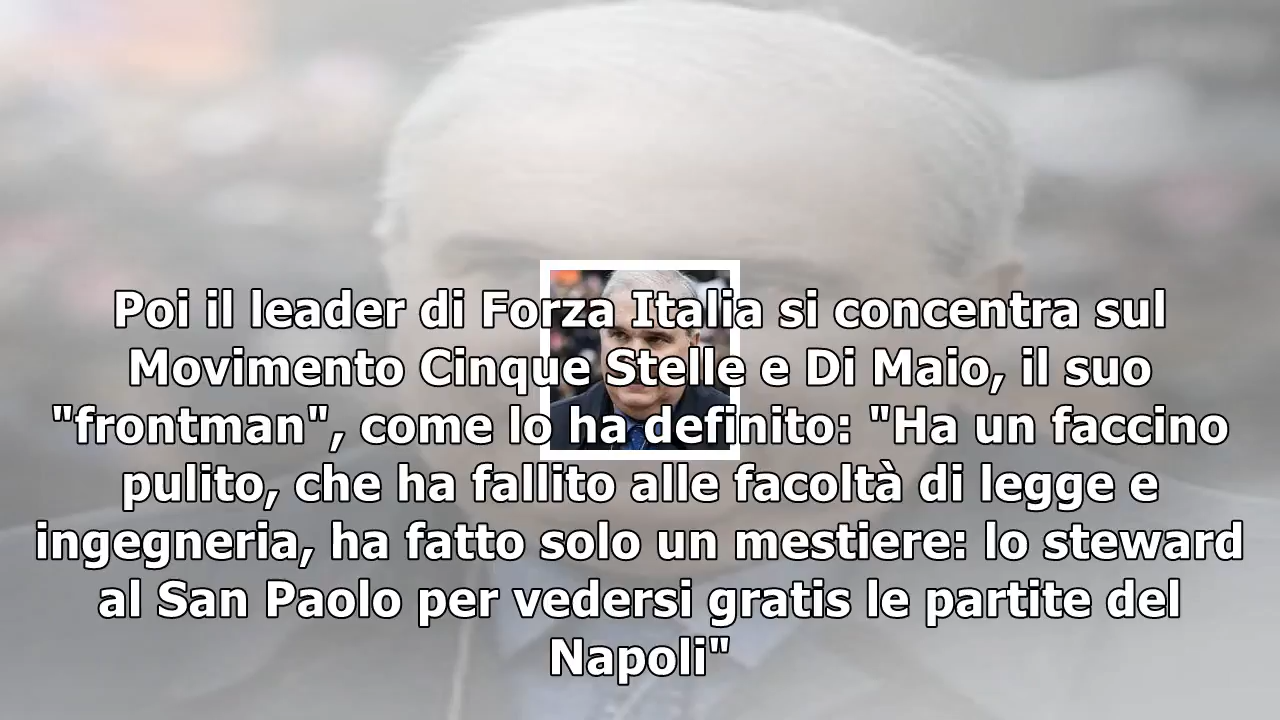 Poi il leader di Forza Italia si concentra sul
Movimento Cinque Stelle e Di Maio, il suo
"frontman", come lo ha definito: "Ha un faccino
pulito, che ha fallito alle facoltà di legge e
ingegneria, ha fatto solo un mestiere: lo steward
al San Paolo per vedersi gratis le partite del
Napoli"